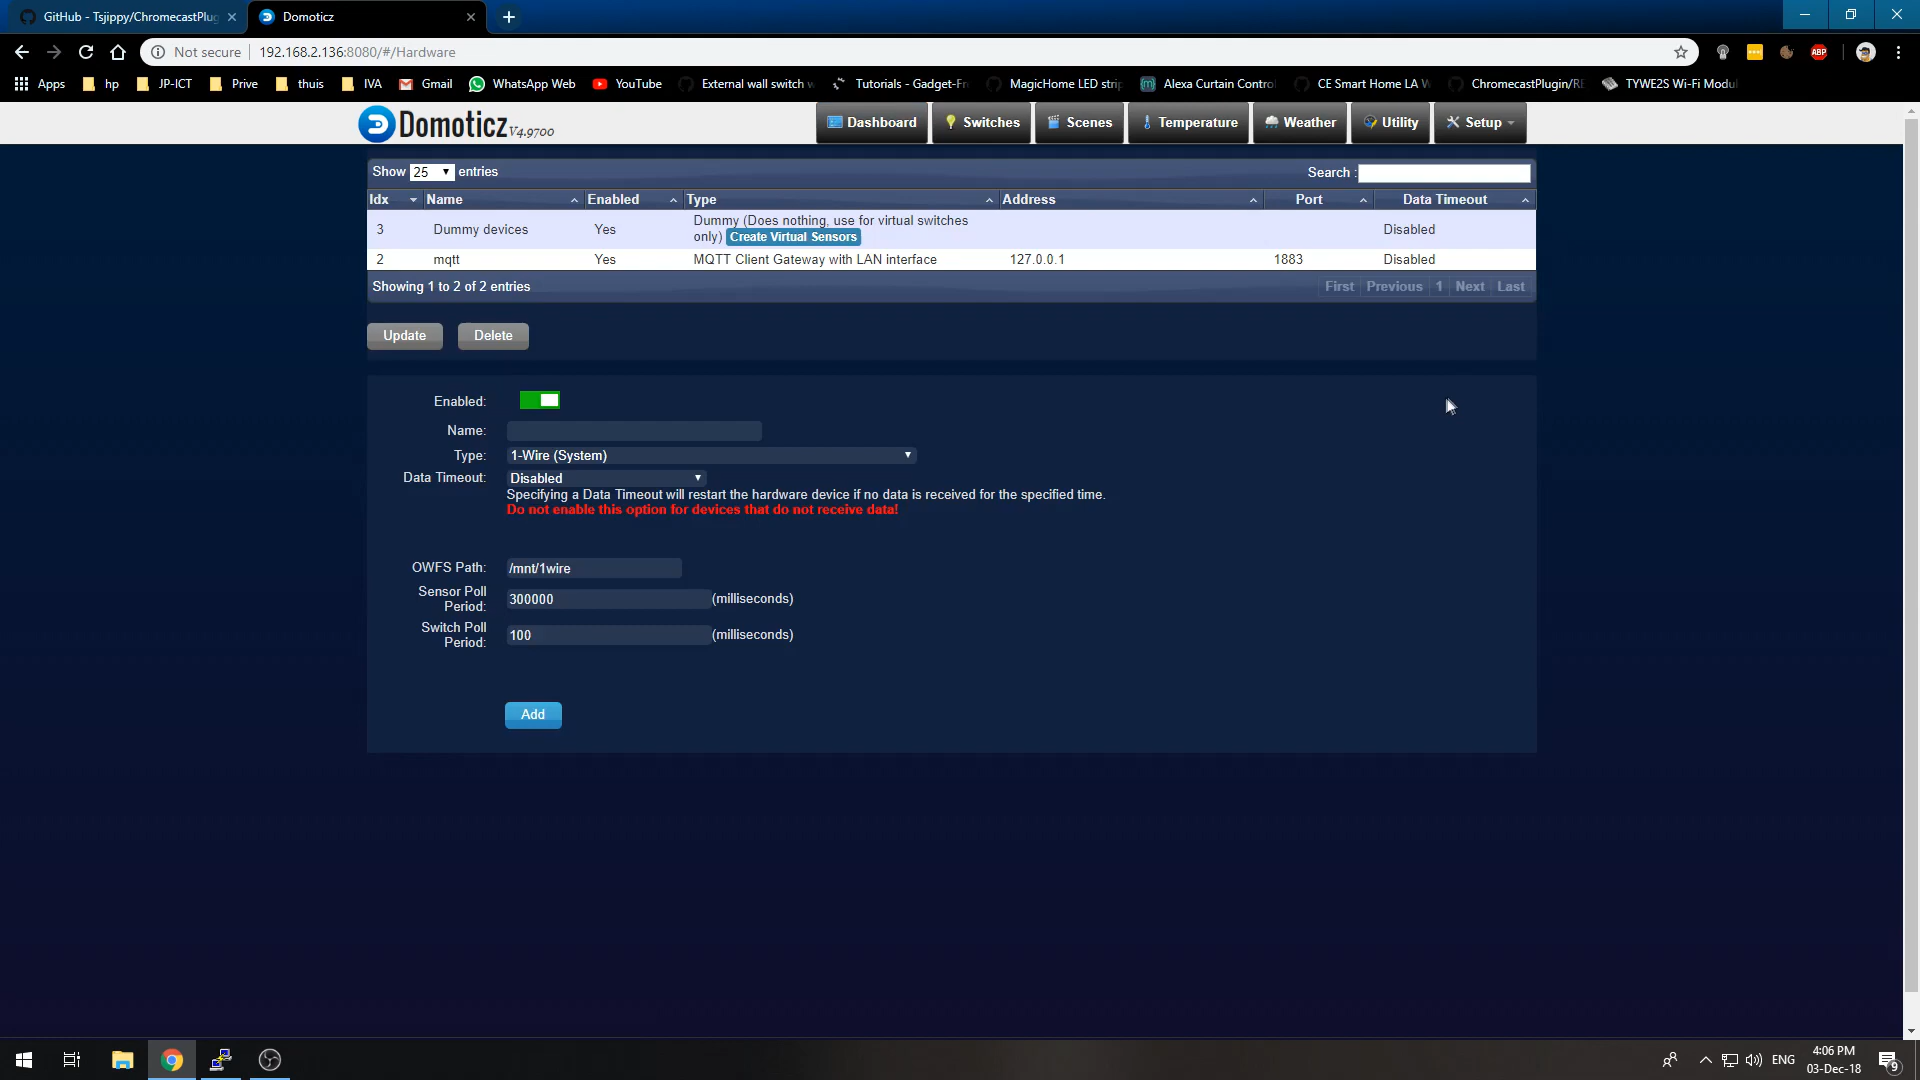 GitHub - Tsjippy/ChromecastPlug
Domoticz
Not secure 192.168.2.136:8080/#/Hardware
Apps hp JP-ICT Prive thuis IVA Gmail WhatsApp Web YouTube External wall switch w Tutorials - Gadget-Fr MagicHome LED strip Alexa Curtain Control CE Smart Home LA W ChromecastPlugin/RE TYWE2S Wi-Fi Modul
ABP
Domoticz V4.9700
Dashboard Switches Scenes Temperature Weather Utility Setup
Show 25 entries Search :
Idx Name Enabled Type Address Port Data Timeout
3 Dummy devices Yes Dummy (Does nothing, use for virtual switches only) Create Virtual Sensors Disabled
2 mqtt Yes MQTT Client Gateway with LAN interface 127.0.0.1 1883 Disabled
Showing 1 to 2 of 2 entries First Previous 1 Next Last
Update Delete
Enabled:
Name:
Type: 1-Wire (System)
Data Timeout: Disabled
Specifying a Data Timeout will restart the hardware device if no data is received for the specified time.
Do not enable this option for devices that do not receive data!
OWFS Path: /mnt/1wire
Sensor Poll Period: 300000 (milliseconds)
Switch Poll Period: 100 (milliseconds)
Add
ENG 4:06 PM
03-Dec-18
9